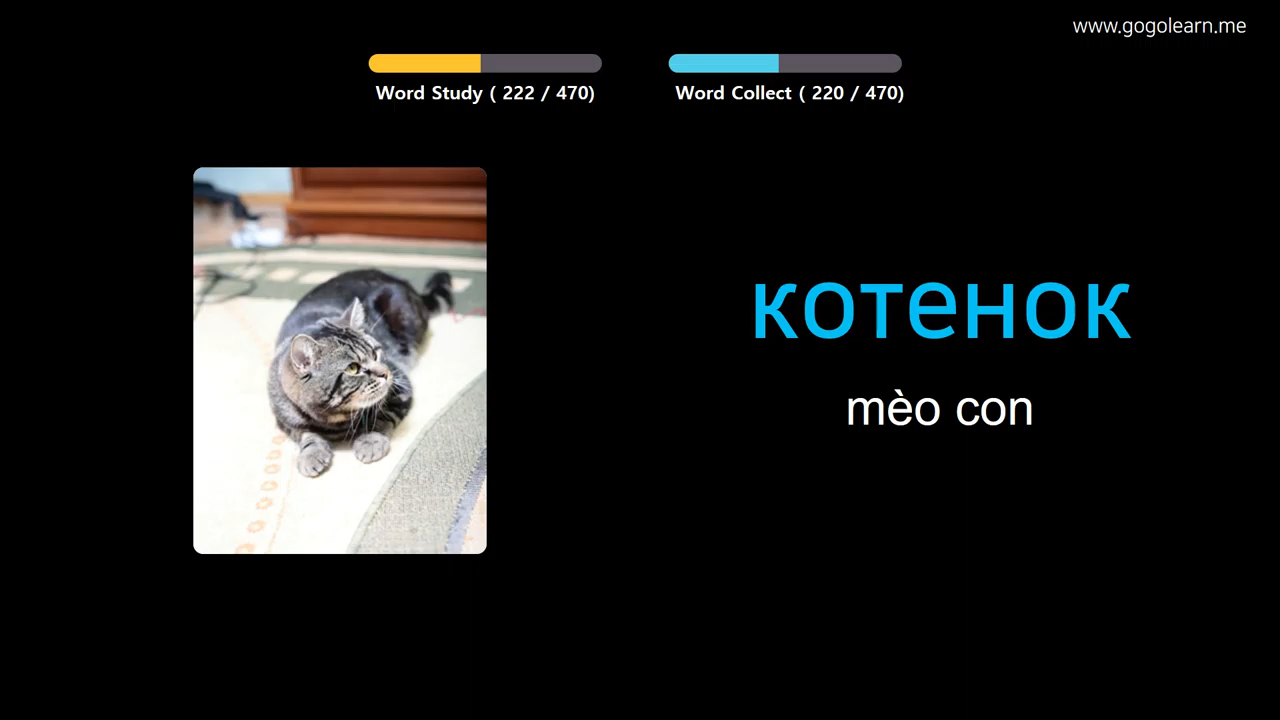 www.gogolearn.me
Word Study ( 222 / 470)
Word Collect ( 220 / 470)
котенок
mèo con